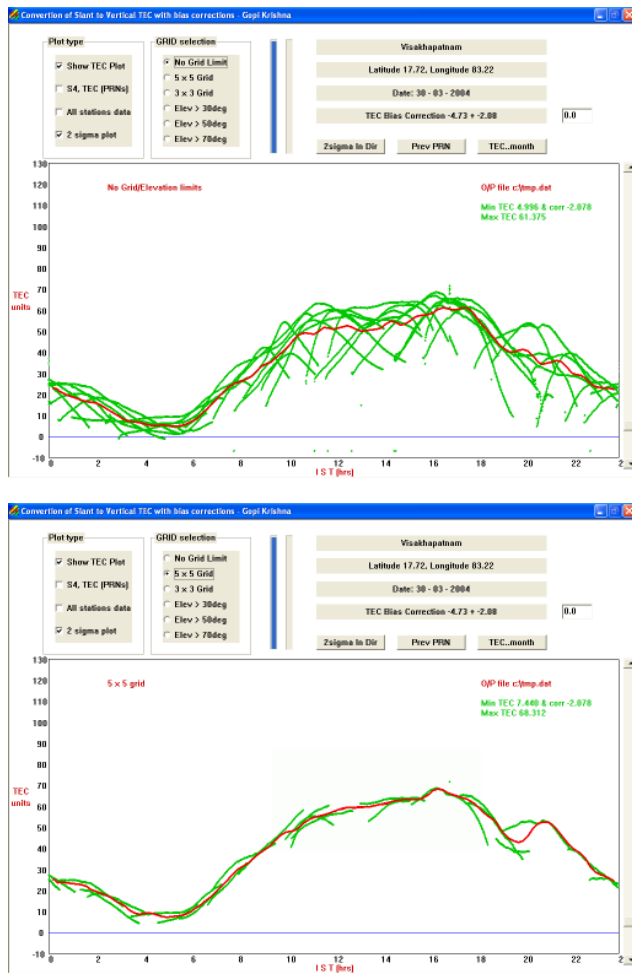 Convertion of Slant to Vertical TEC with bias corrections - Gopi Krishna
Plot type
Show TEC Plot
S4, TEC (PRNs)
All stations data
2 sigma plot
GRID selection
No Grid Limit
5 x 5 Grid
3 x 3 Grid
Elev > 30deg
Elev > 50deg
Elev > 70deg
Visakhapatnam
Latitude 17.72, Longitude 83.22
Date: 30 - 03 - 2004
TEC Bias Correction -4.73 + -2.08
0.0
2sigma In Dir
Prev PRN
TEC..month
No Grid/Elevation limits
O/P file c:\tmp.dat
Min TEC 4.996 & corr -2.078
Max TEC 61.375
130
120
110
100
90
80
70
TEC
60
units
50
40
30
20
10
0
-10
0 2 4 6 8 10 12 14 16 18 20 22 2
I S T (hrs)
Convertion of Slant to Vertical TEC with bias corrections - Gopi Krishna
Plot type
Show TEC Plot
S4, TEC (PRNs)
All stations data
2 sigma plot
GRID selection
No Grid Limit
5 x 5 Grid
3 x 3 Grid
Elev > 30deg
Elev > 50deg
Elev > 70deg
Visakhapatnam
Latitude 17.72, Longitude 83.22
Date: 30 - 03 - 2004
TEC Bias Correction -4.73 + -2.08
0.0
2sigma In Dir
Prev PRN
TEC..month
5 x 5 grid
O/P file c:\tmp.dat
Min TEC 7.440 & corr -2.078
Max TEC 68.312
130
120
110
100
90
80
70
TEC
60
units
50
40
30
20
10
0
-10
0 2 4 6 8 10 12 14 16 18 20 22 2
I S T (hrs)